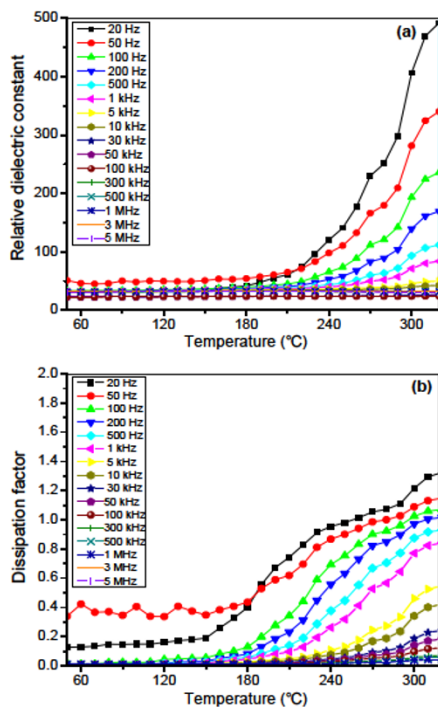 (a)
Relative dielectric constant
500
400
300
200
100
0
20 Hz
50 Hz
100 Hz
200 Hz
500 Hz
1 kHz
5 kHz
10 kHz
30 kHz
50 kHz
100 kHz
300 kHz
500 kHz
1 MHz
3 MHz
5 MHz
60 120 180 240 300
Temperature (℃)
(b)
Dissipation factor
2.0
1.8
1.6
1.4
1.2
1.0
0.8
0.6
0.4
0.2
0.0
20 Hz
50 Hz
100 Hz
200 Hz
500 Hz
1 kHz
5 kHz
10 kHz
30 kHz
50 kHz
100 kHz
300 kHz
500 kHz
1 MHz
3 MHz
5 MHz
60 120 180 240 300
Temperature (℃)